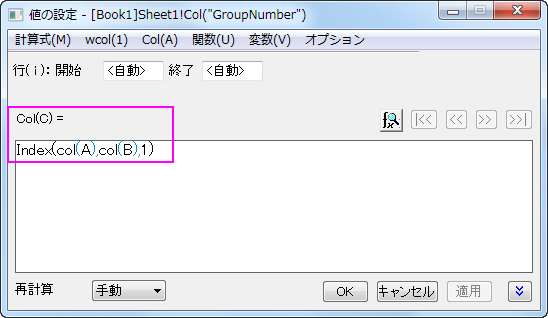 値の設定 - [Book1]Sheet1!Col("GroupNumber")
計算式(M) wcol(1) Col(A) 関数(U) 変数(V) オプション
行(i): 開始 <自動> 終了 <自動>
Col(C) =
|<< << >> >>|
Index(col(A),col(B),1)
再計算 手動 OK キャンセル 適用